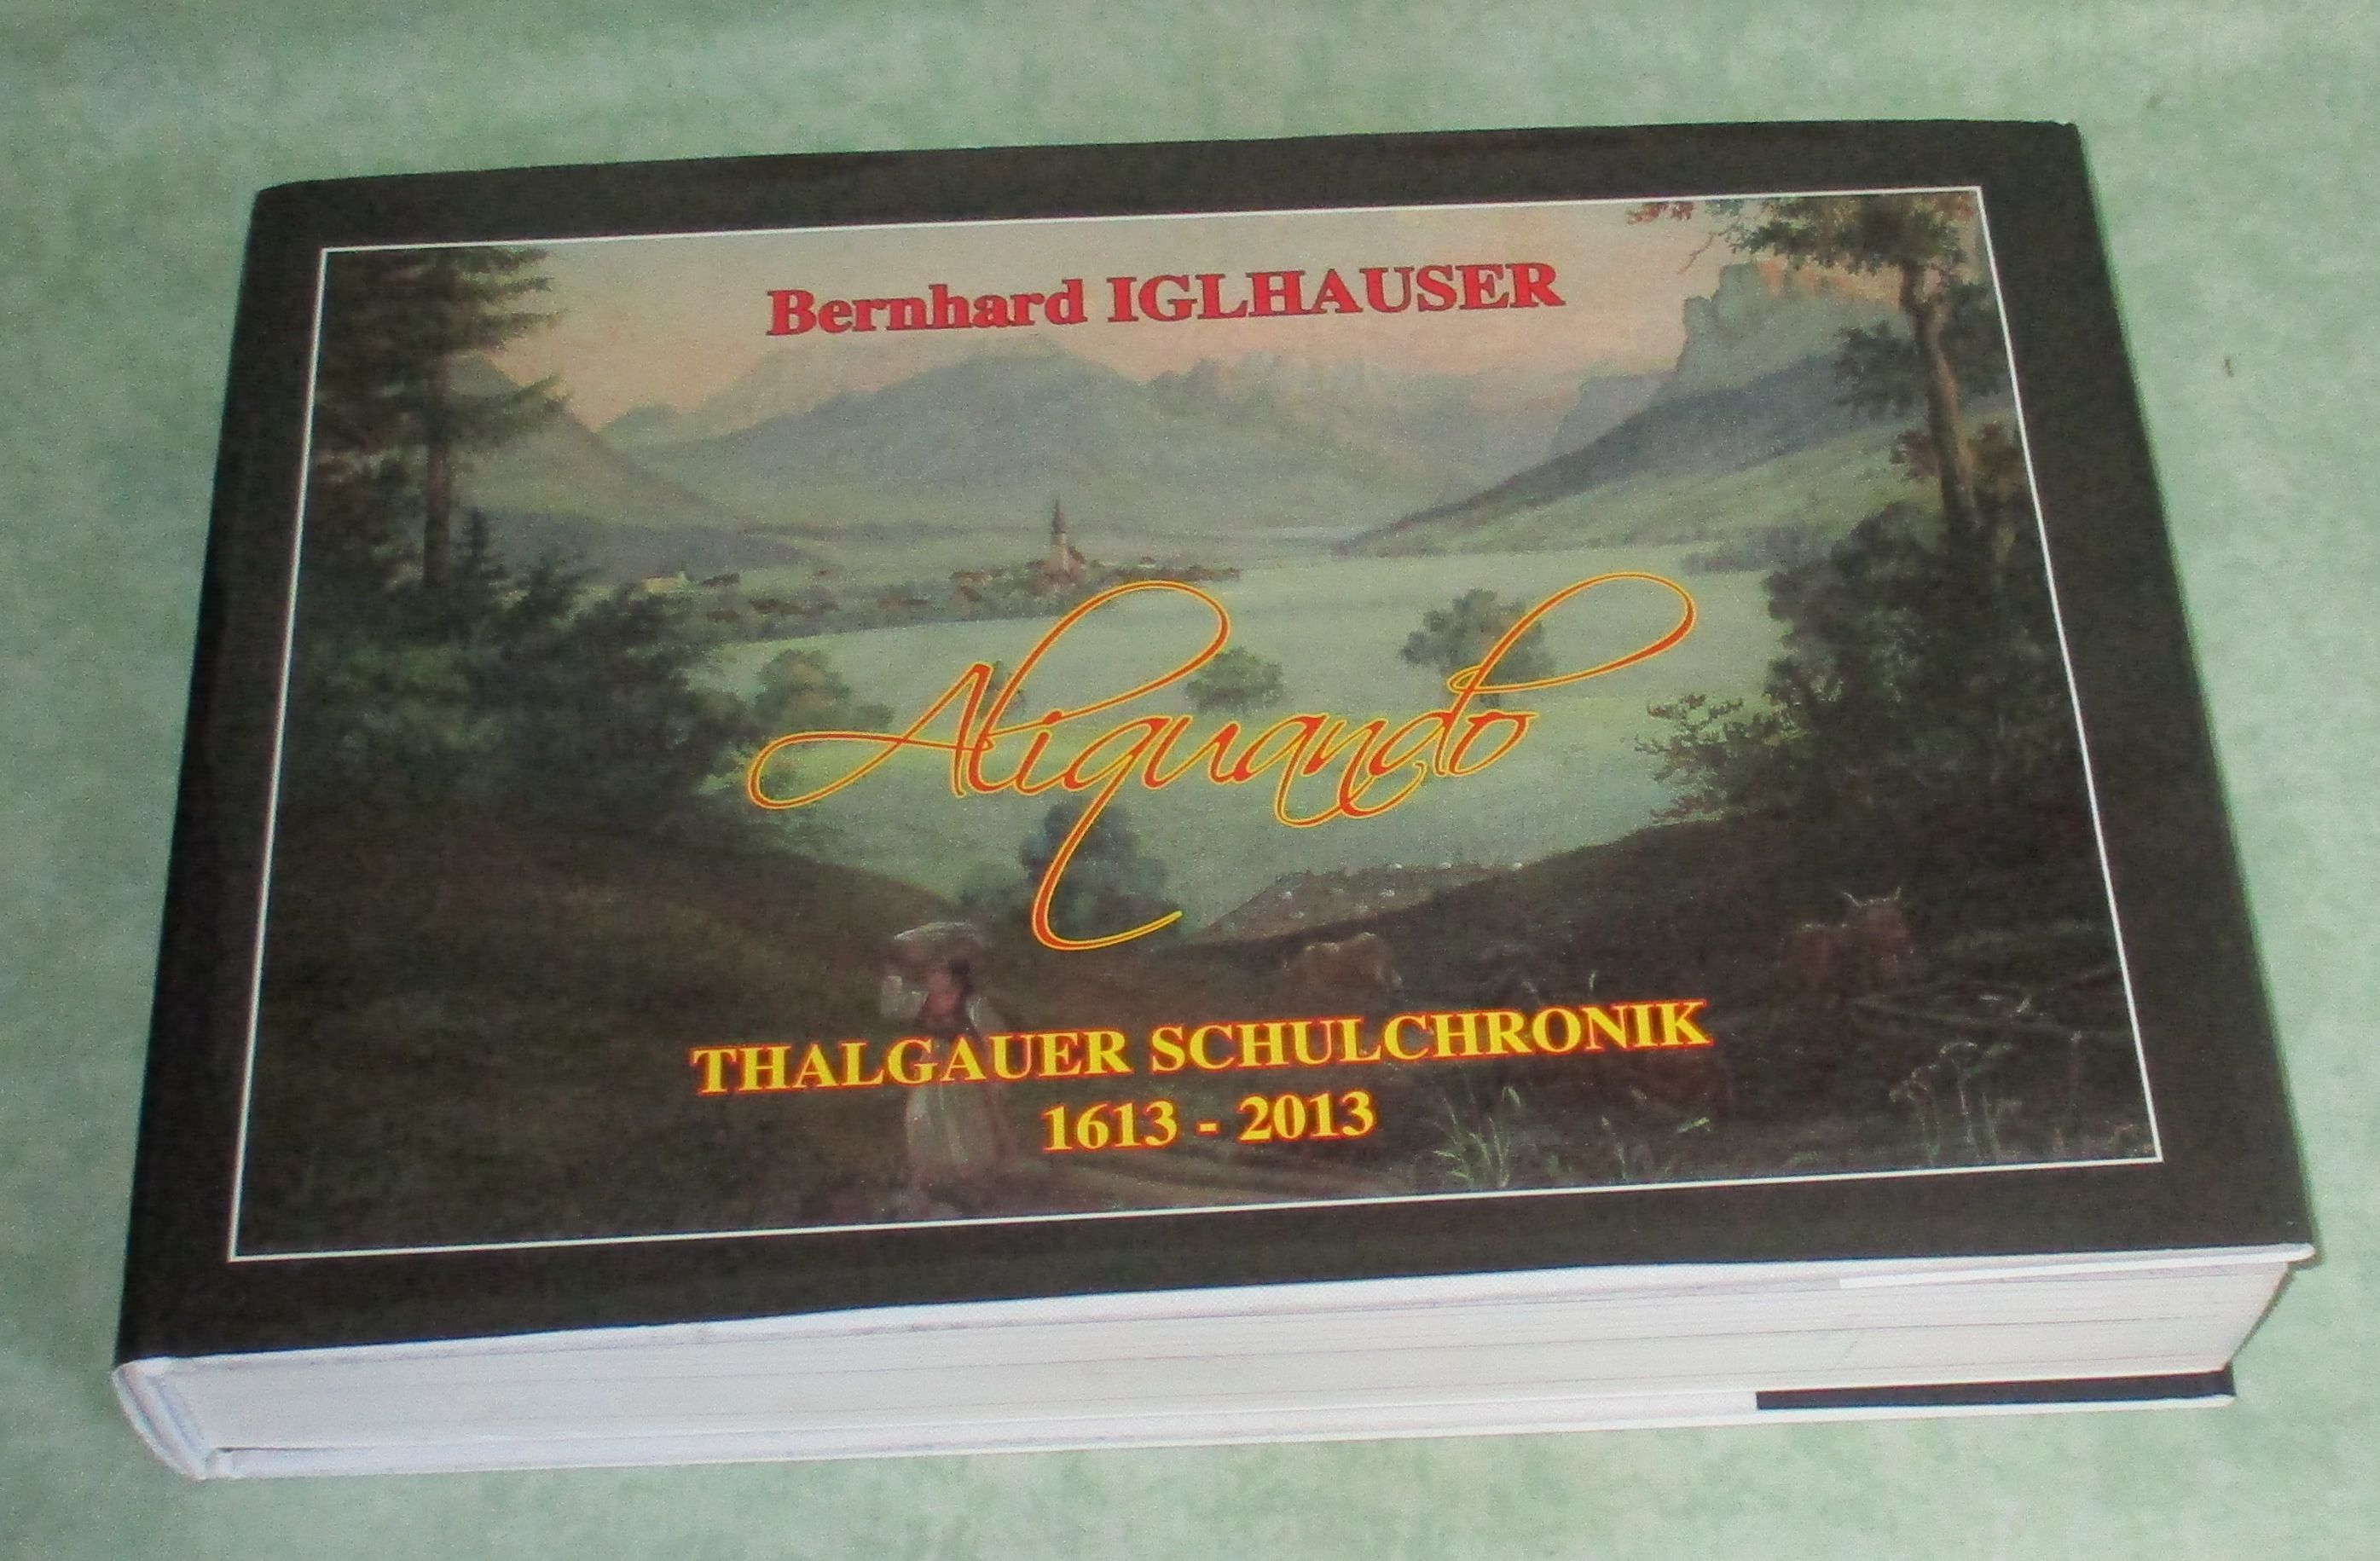 Bernhard IGLHAUSER
Aliquando
THALGAUER SCHULCHRONIK
1613 - 2013